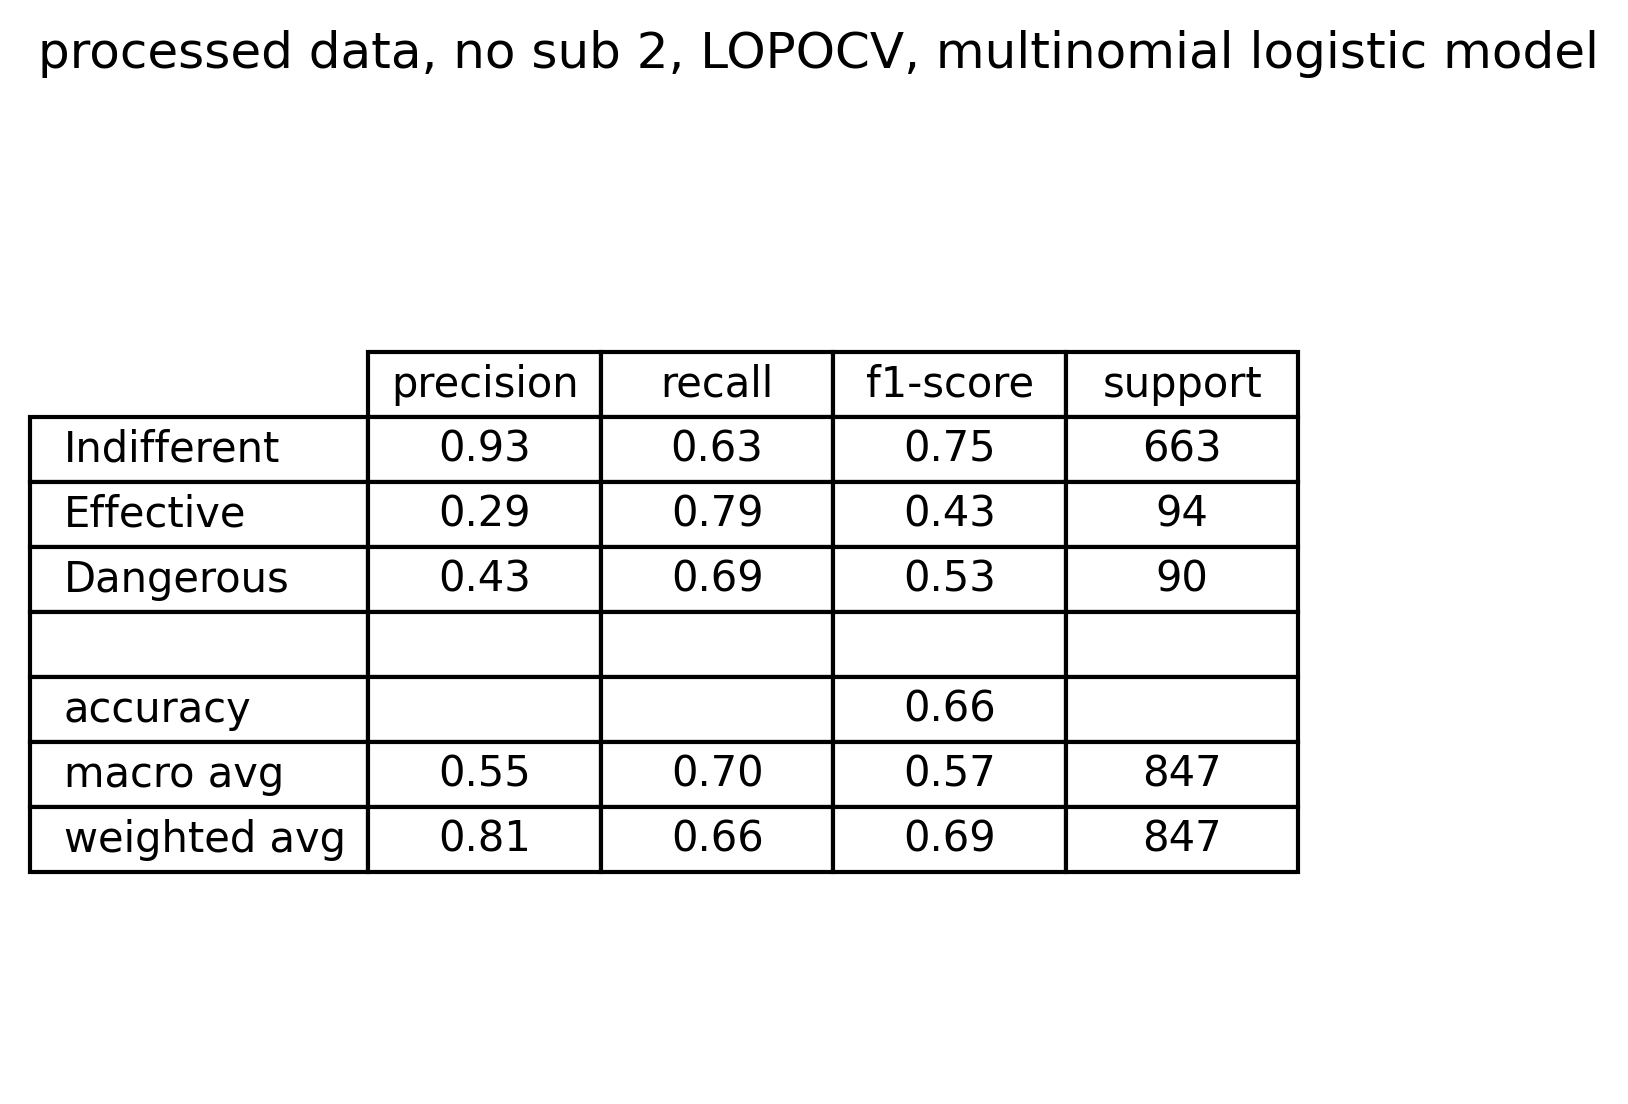 processed data, no sub 2, LOPOCV, multinomial logistic model
precision recall f1-score support
Indifferent 0.93 0.63 0.75 663
Effective 0.29 0.79 0.43 94
Dangerous 0.43 0.69 0.53 90
accuracy 0.66
macro avg 0.55 0.70 0.57 847
weighted avg 0.81 0.66 0.69 847